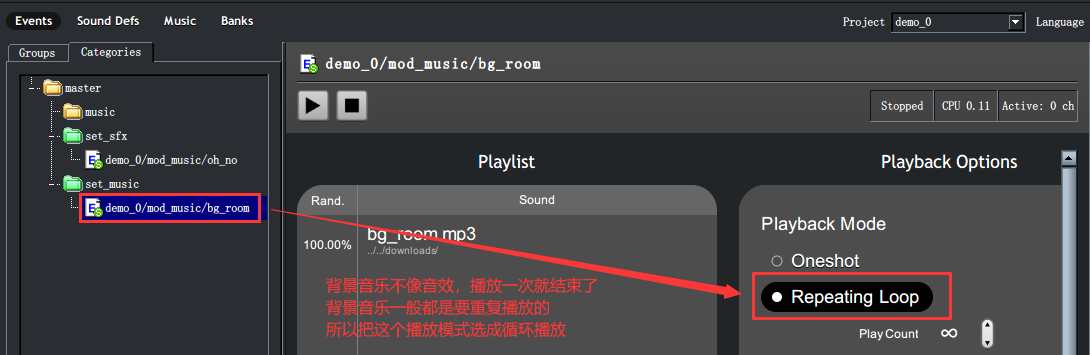 Events Sound Defs Music Banks
Project demo_0 Language
Groups Categories
master
music
set_sfx
demo_0/mod_music/oh_no
set_music
demo_0/mod_music/bg_room
demo_0/mod_music/bg_room
Stopped CPU 0.11 Active: 0 ch
Playlist
Rand. Sound
100.00% bg_room.mp3
../../downloads/
背景音乐不像音效，播放一次就结束了
背景音乐一般都是要重复播放的
所以把这个播放模式选成循环播放
Playback Options
Playback Mode
Oneshot
Repeating Loop
Play Count ∞